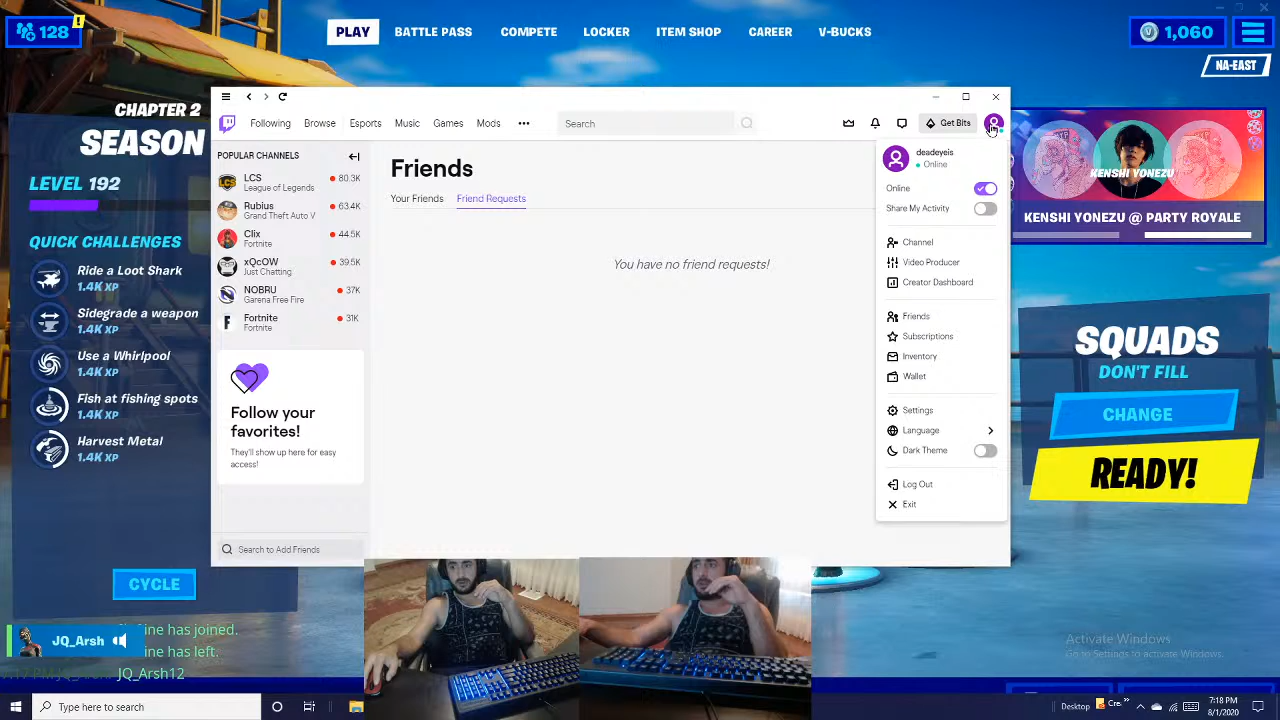 128
!
PLAY
BATTLE PASS
COMPETE
LOCKER
ITEM SHOP
CAREER
V-BUCKS
1,060
NA-EAST
CHAPTER 2
SEASON
LEVEL 192
QUICK CHALLENGES
Ride a Loot Shark
1.4K XP
Sidegrade a weapon
1.4K XP
Use a Whirlpool
1.4K XP
Fish at fishing spots
1.4K XP
Harvest Metal
1.4K XP
CYCLE
Following
Browse
Esports
Music
Games
Mods
Search
Get Bits
POPULAR CHANNELS
LCS
League of Legends
80.3K
Rubius
Grand Theft Auto V
63.4K
Clix
Fortnite
44.5K
xQcOW
Just Chatting
39.5K
NOBRU
Garena Free Fire
37K
Fortnite
Fortnite
31K
Follow your
favorites!
They'll show up here for easy
access!
Search to Add Friends
Friends
Your Friends
Friend Requests
You have no friend requests!
deadeyeis
Online
Online
Share My Activity
Channel
Video Producer
Creator Dashboard
Friends
Subscriptions
Inventory
Wallet
Settings
Language
Dark Theme
Log Out
Exit
KENSHI YONEZU
KENSHI YONEZU @ PARTY ROYALE
SQUADS
DON'T FILL
CHANGE
READY!
has joined.
has left.
JQ_Arsh
JQ_Arsh12
Activate Windows
Go to Settings to activate Windows.
Type here to search
Desktop
7:18 PM
8/1/2020